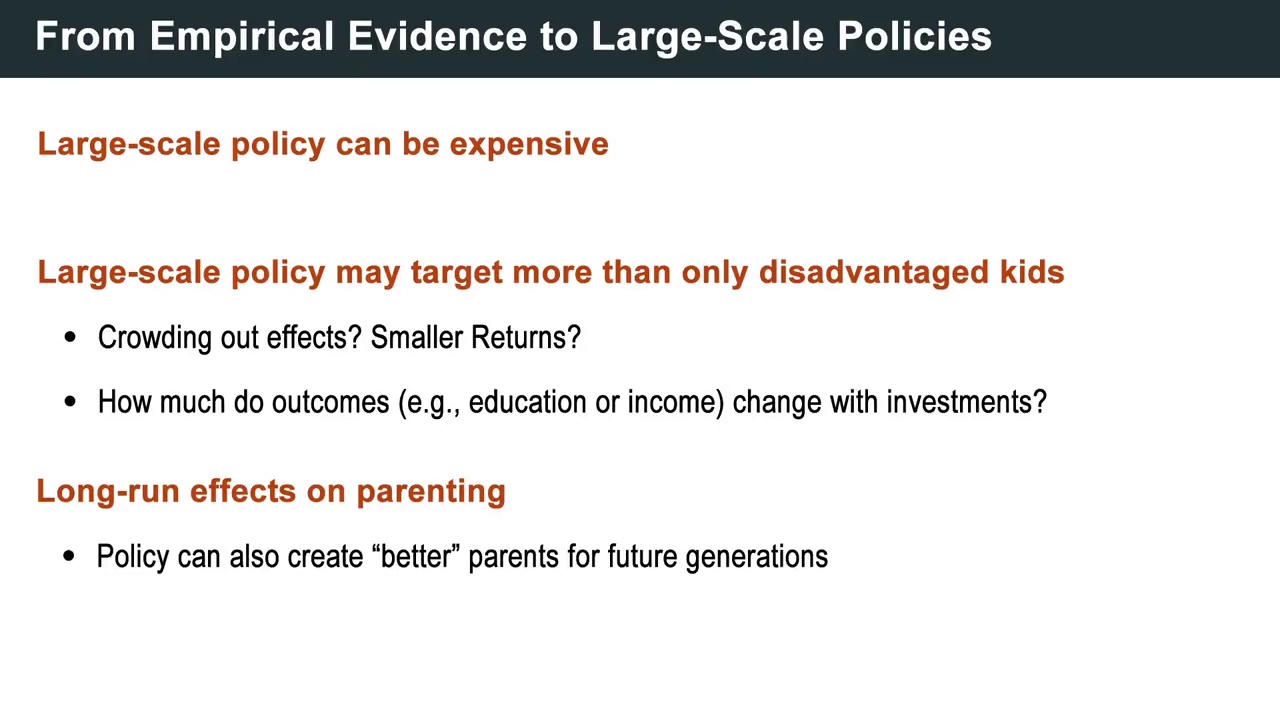 From Empirical Evidence to Large-Scale Policies
Large-scale policy can be expensive
Large-scale policy may target more than only disadvantaged kids
• Crowding out effects? Smaller Returns?
• How much do outcomes (e.g., education or income) change with investments?
Long-run effects on parenting
• Policy can also create “better” parents for future generations